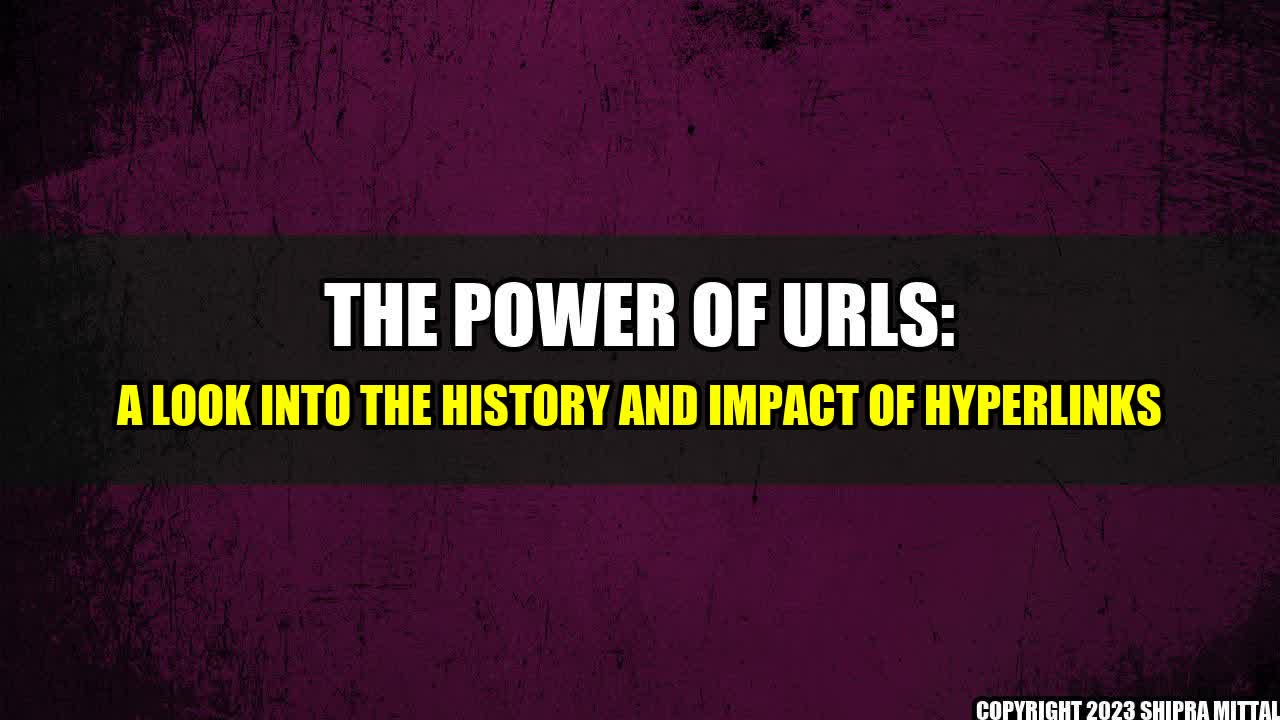 THE POWER OF URLS:
A LOOK INTO THE HISTORY AND IMPACT OF HYPERLINKS
COPYRIGHT 2023 SHIPRA MITTAL